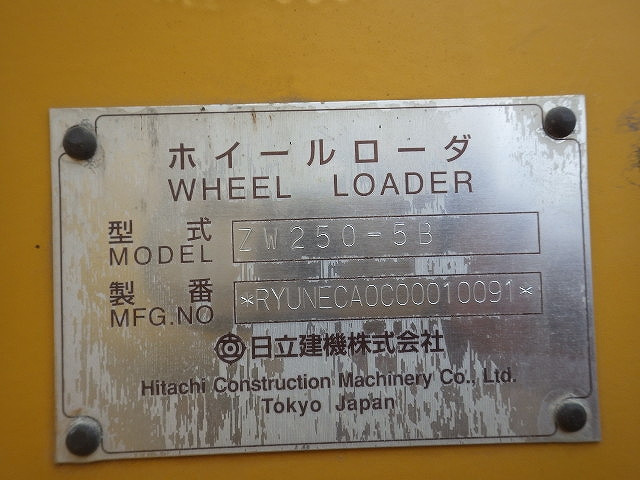 ホイールローダ
WHEEL LOADER
型式 ZW250-5B
MODEL
製番 *RYUNECA0C00010091*
MFG.NO
日立建機株式会社
Hitachi Construction Machinery Co., Ltd.
Tokyo Japan